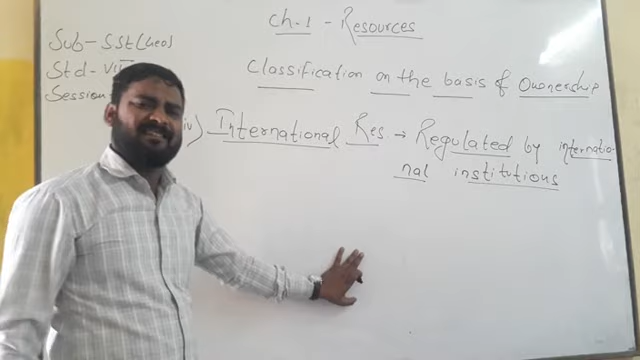 Ch-1 - Resources
Sub - SSt (Geo)
Std - VIII
Session
Classification on the basis of Ownership
iv) International Res. → Regulated by internatio-
nal institutions